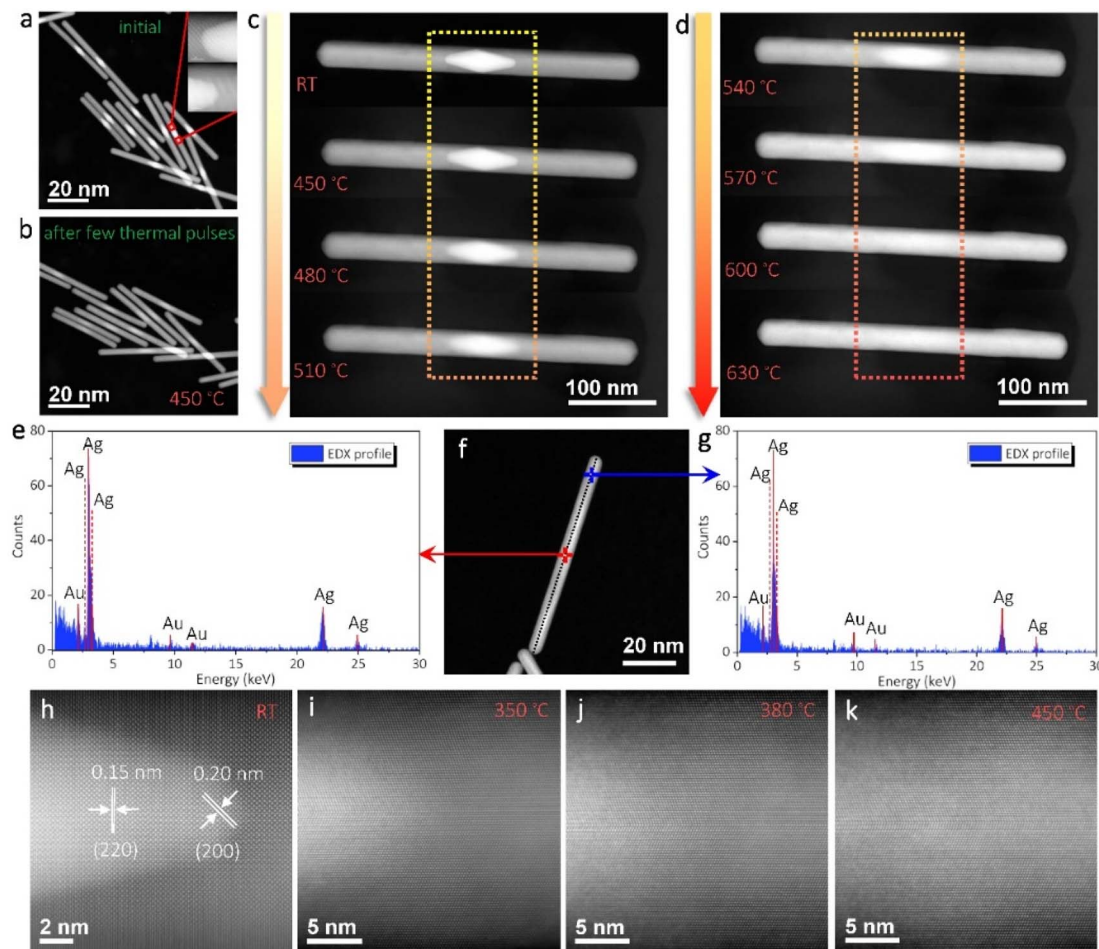 a
initial
20 nm
b
after few thermal pulses
20 nm
450 °C
c
RT
450 °C
480 °C
510 °C
100 nm
d
540 °C
570 °C
600 °C
630 °C
100 nm
e
80
60
40
20
0
Counts
Ag
Ag
Ag
Au
Au
Au
Ag
Ag
EDX profile
0 5 10 15 20 25 30
Energy (keV)
f
20 nm
g
80
60
40
20
0
Counts
Ag
Ag
Ag
Au
Au
Au
Ag
Ag
EDX profile
0 5 10 15 20 25 30
Energy (keV)
h
RT
0.15 nm
0.20 nm
(220)
(200)
2 nm
i
350 °C
5 nm
j
380 °C
5 nm
k
450 °C
5 nm